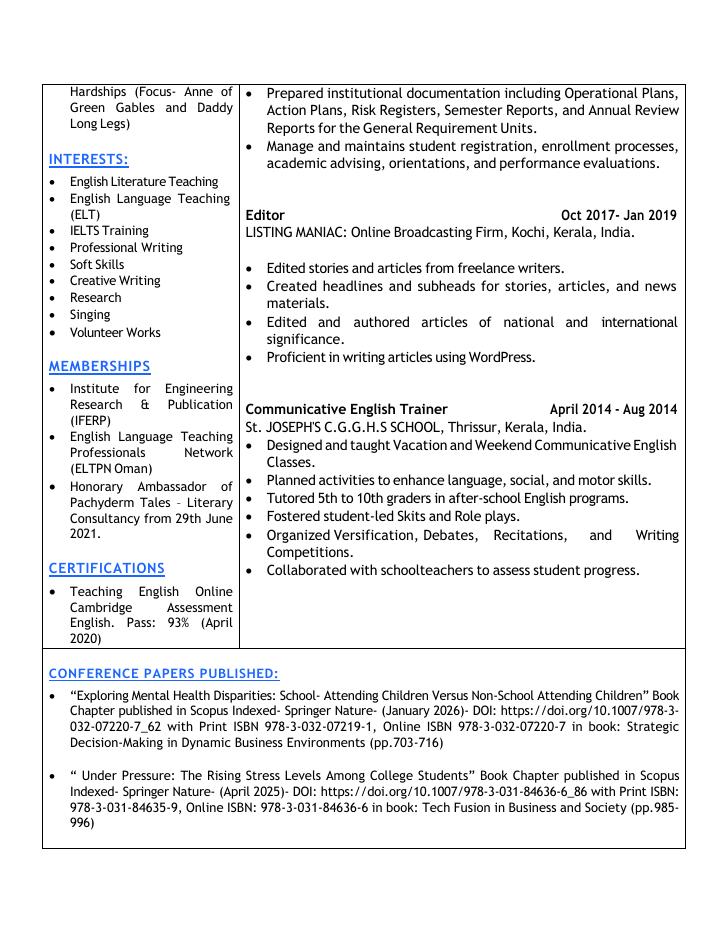 Hardships (Focus- Anne of
Green Gables and Daddy
Long Legs)
INTERESTS:
• English Literature Teaching
• English Language Teaching
(ELT)
• IELTS Training
• Professional Writing
• Soft Skills
• Creative Writing
• Research
• Singing
• Volunteer Works
MEMBERSHIPS
• Institute for Engineering
Research & Publication
(IFERP)
• English Language Teaching
Professionals Network
(ELTPN Oman)
• Honorary Ambassador of
Pachyderm Tales – Literary
Consultancy from 29th June
2021.
CERTIFICATIONS
• Teaching English Online
Cambridge Assessment
English. Pass: 93% (April
2020)
• Prepared institutional documentation including Operational Plans,
Action Plans, Risk Registers, Semester Reports, and Annual Review
Reports for the General Requirement Units.
• Manage and maintains student registration, enrollment processes,
academic advising, orientations, and performance evaluations.
Editor Oct 2017- Jan 2019
LISTING MANIAC: Online Broadcasting Firm, Kochi, Kerala, India.
• Edited stories and articles from freelance writers.
• Created headlines and subheads for stories, articles, and news
materials.
• Edited and authored articles of national and international
significance.
• Proficient in writing articles using WordPress.
Communicative English Trainer April 2014 - Aug 2014
St. JOSEPH'S C.G.G.H.S SCHOOL, Thrissur, Kerala, India.
• Designed and taught Vacation and Weekend Communicative English
Classes.
• Planned activities to enhance language, social, and motor skills.
• Tutored 5th to 10th graders in after-school English programs.
• Fostered student-led Skits and Role plays.
• Organized Versification, Debates, Recitations, and Writing
Competitions.
• Collaborated with schoolteachers to assess student progress.
CONFERENCE PAPERS PUBLISHED:
• “Exploring Mental Health Disparities: School- Attending Children Versus Non-School Attending Children” Book
Chapter published in Scopus Indexed- Springer Nature- (January 2026)- DOI: https://doi.org/10.1007/978-3-
032-07220-7_62 with Print ISBN 978-3-032-07219-1, Online ISBN 978-3-032-07220-7 in book: Strategic
Decision-Making in Dynamic Business Environments (pp.703-716)
• “ Under Pressure: The Rising Stress Levels Among College Students” Book Chapter published in Scopus
Indexed- Springer Nature- (April 2025)- DOI: https://doi.org/10.1007/978-3-031-84636-6_86 with Print ISBN:
978-3-031-84635-9, Online ISBN: 978-3-031-84636-6 in book: Tech Fusion in Business and Society (pp.985-
996)